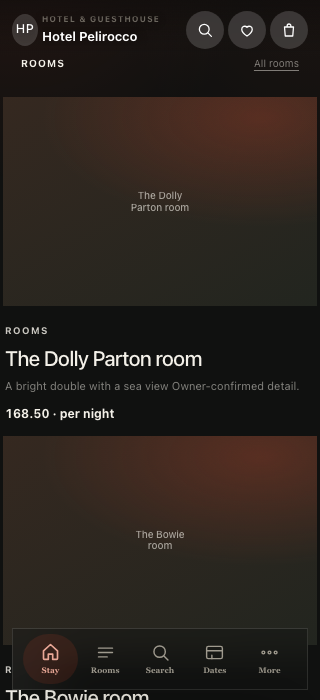 HP
HOTEL & GUESTHOUSE
Hotel Pelirocco
ROOMS
All rooms
The Dolly
Parton room
ROOMS
The Dolly Parton room
A bright double with a sea view Owner-confirmed detail.
168.50 · per night
The Bowie
room
R
Stay
Rooms
Search
Dates
More
The Bowie room